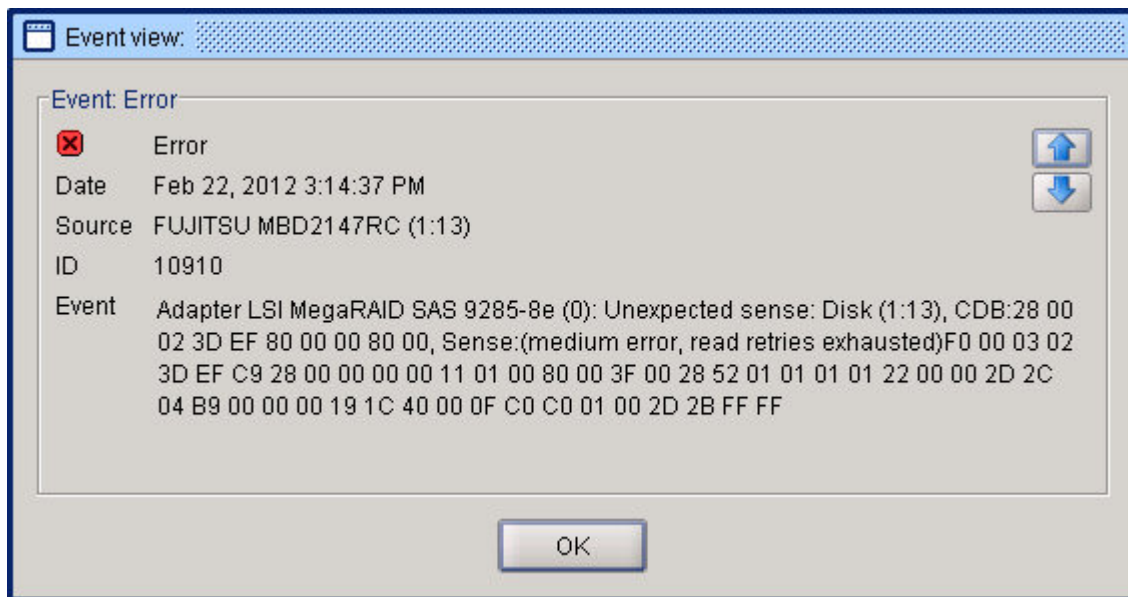 Event view:
Event: Error
Error
Date Feb 22, 2012 3:14:37 PM
Source FUJITSU MBD2147RC (1:13)
ID 10910
Event Adapter LSI MegaRAID SAS 9285-8e (0): Unexpected sense: Disk (1:13), CDB:28 00
02 3D EF 80 00 00 80 00, Sense:(medium error, read retries exhausted)F0 00 03 02
3D EF C9 28 00 00 00 00 11 01 00 80 00 3F 00 28 52 01 01 01 01 22 00 00 2D 2C
04 B9 00 00 00 19 1C 40 00 0F C0 C0 01 00 2D 2B FF FF
OK